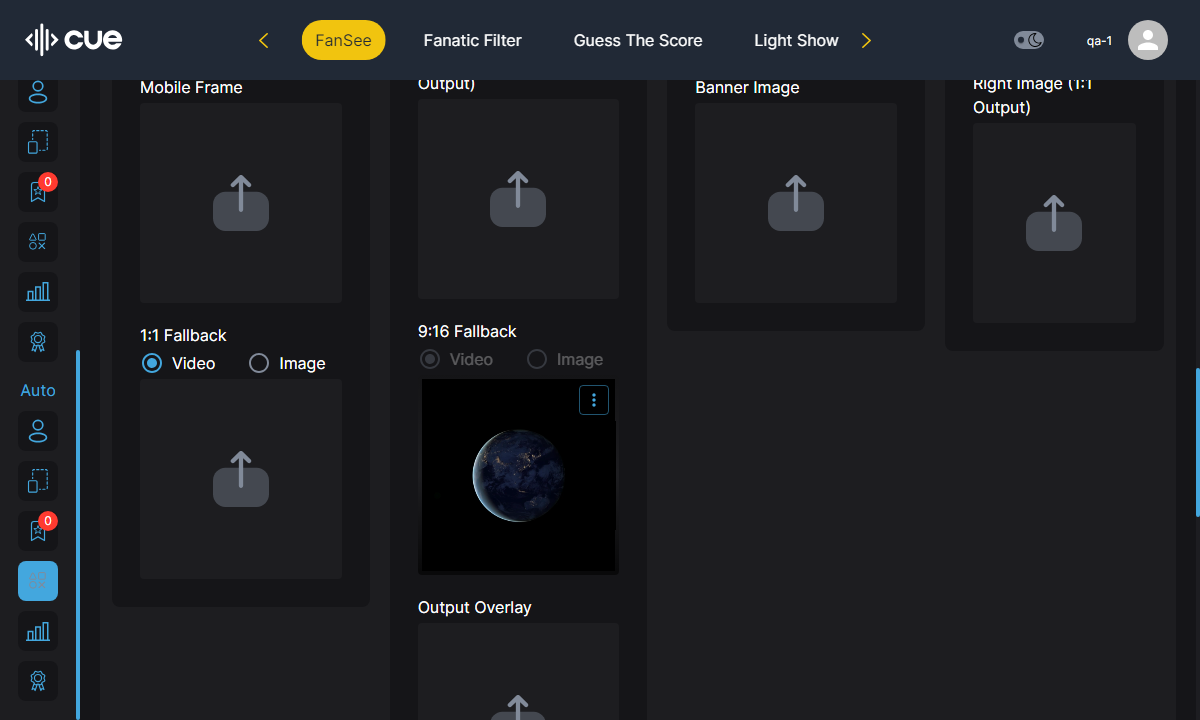 cue
FanSee
Fanatic Filter
Guess The Score
Light Show
qa-1
Mobile Frame
Output)
Banner Image
Right Image (1:1
Output)
0
1:1 Fallback
Video
Image
9:16 Fallback
Video
Image
Auto
0
Output Overlay